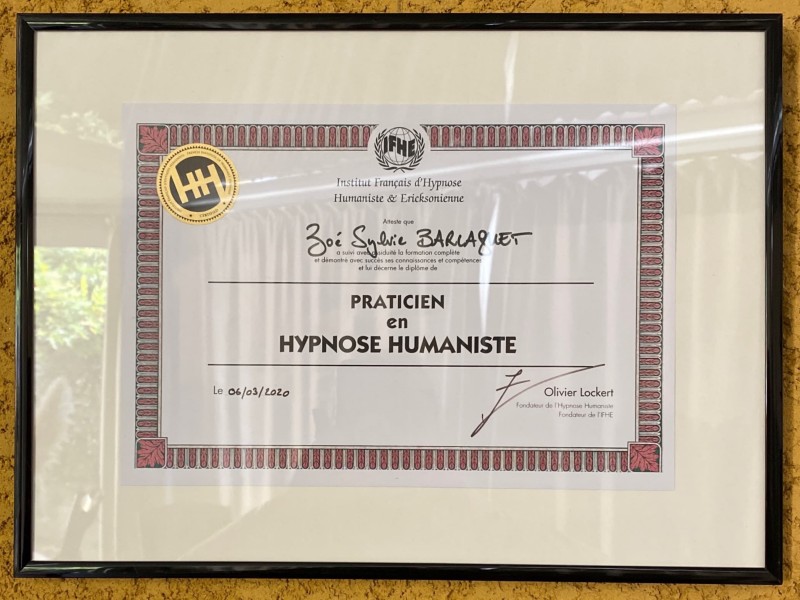 IFHE
Institut Français d'Hypnose
Humaniste & Ericksonienne
HH
Atteste que
Zoé Sylvie BARLAGUET
a suivi avec assiduité la formation complète
et démontré avec succès ses connaissances et compétences
et lui décerne le diplôme de
PRATICIEN
en
HYPNOSE HUMANISTE
Le 06/03/2020
Olivier Lockert
Fondateur de l'Hypnose Humaniste
Fondateur de l'IFHE